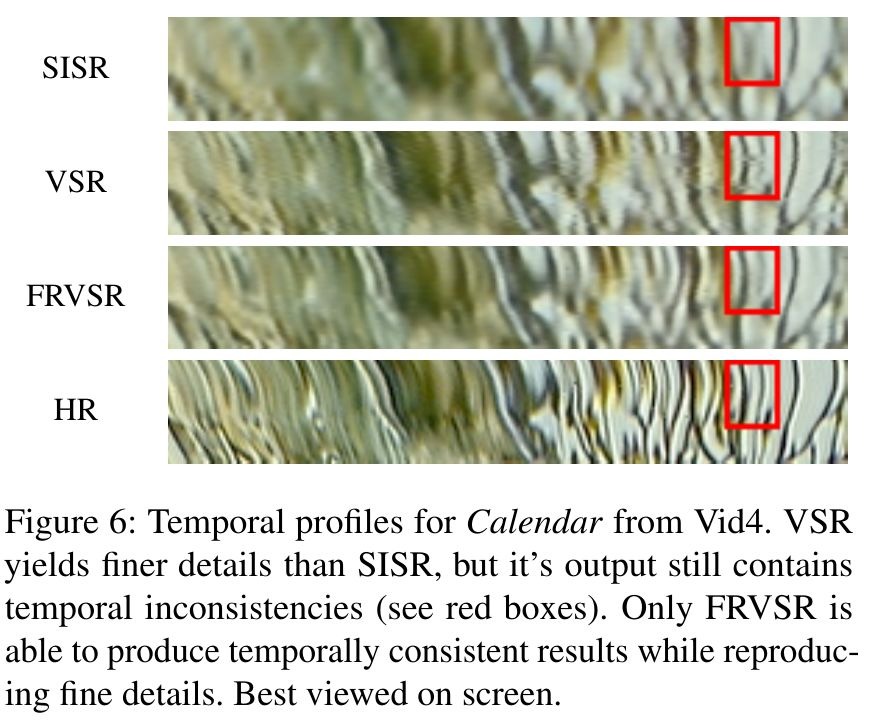 SISR
VSR
FRVSR
HR
Figure 6: Temporal profiles for Calendar from Vid4. VSR
yields finer details than SISR, but it's output still contains
temporal inconsistencies (see red boxes). Only FRVSR is
able to produce temporally consistent results while reproduc-
ing fine details. Best viewed on screen.